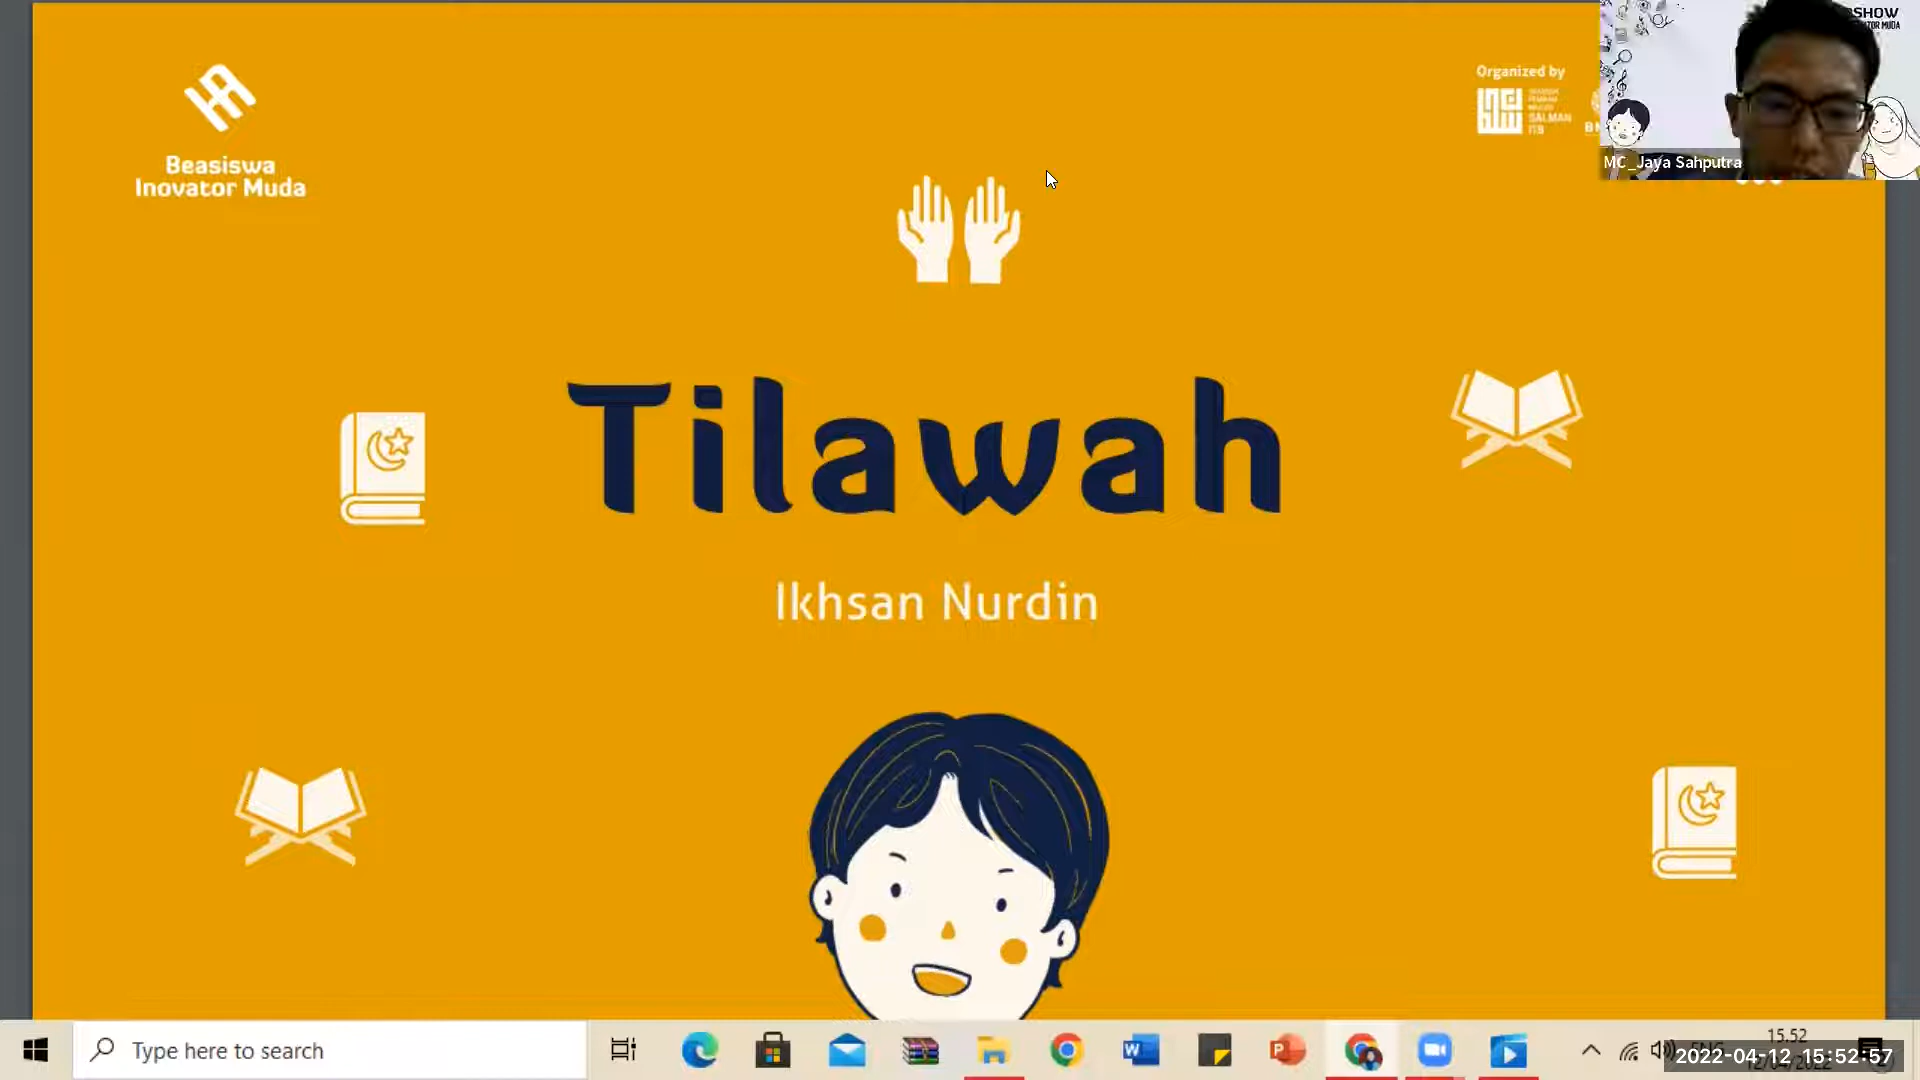 Beasiswa
Inovator Muda
Organized by
SALMAN
ITB
SHOW
MC_Jaya Sahputra
Tilawah
Ikhsan Nurdin
Type here to search
15.52
2022-04-12 15:52:57